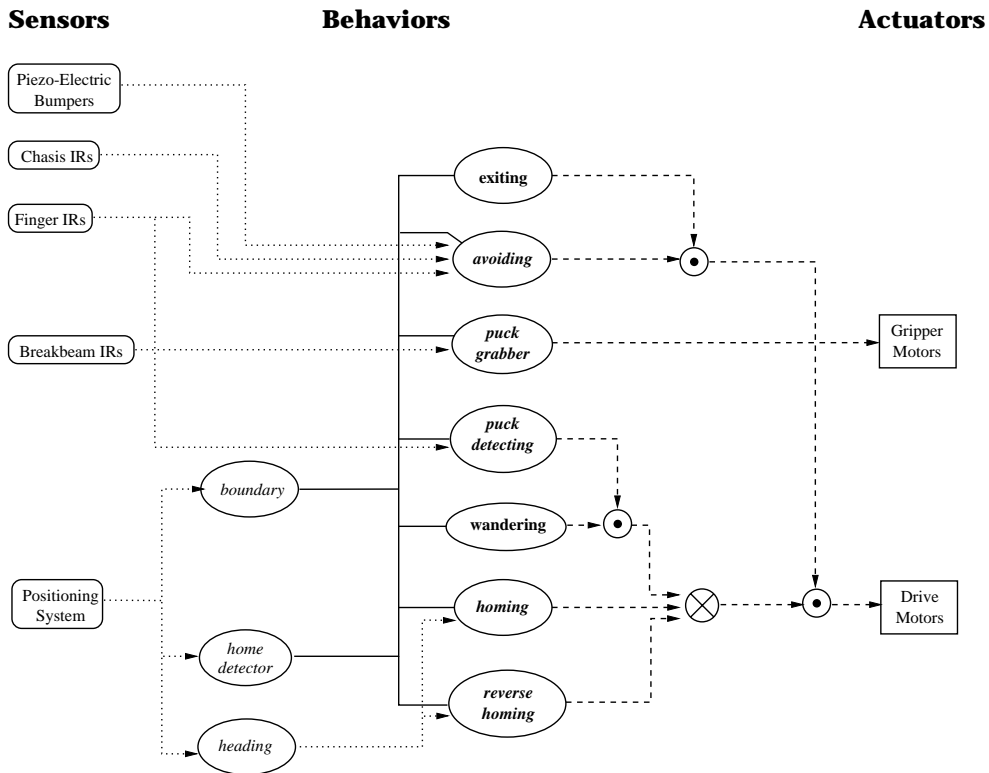 Sensors
Behaviors
Actuators
Piezo-Electric
Bumpers
Chasis IRs
Finger IRs
Breakbeam IRs
Positioning
System
boundary
home
detector
heading
exiting
avoiding
puck
grabber
puck
detecting
wandering
homing
reverse
homing
Gripper
Motors
Drive
Motors